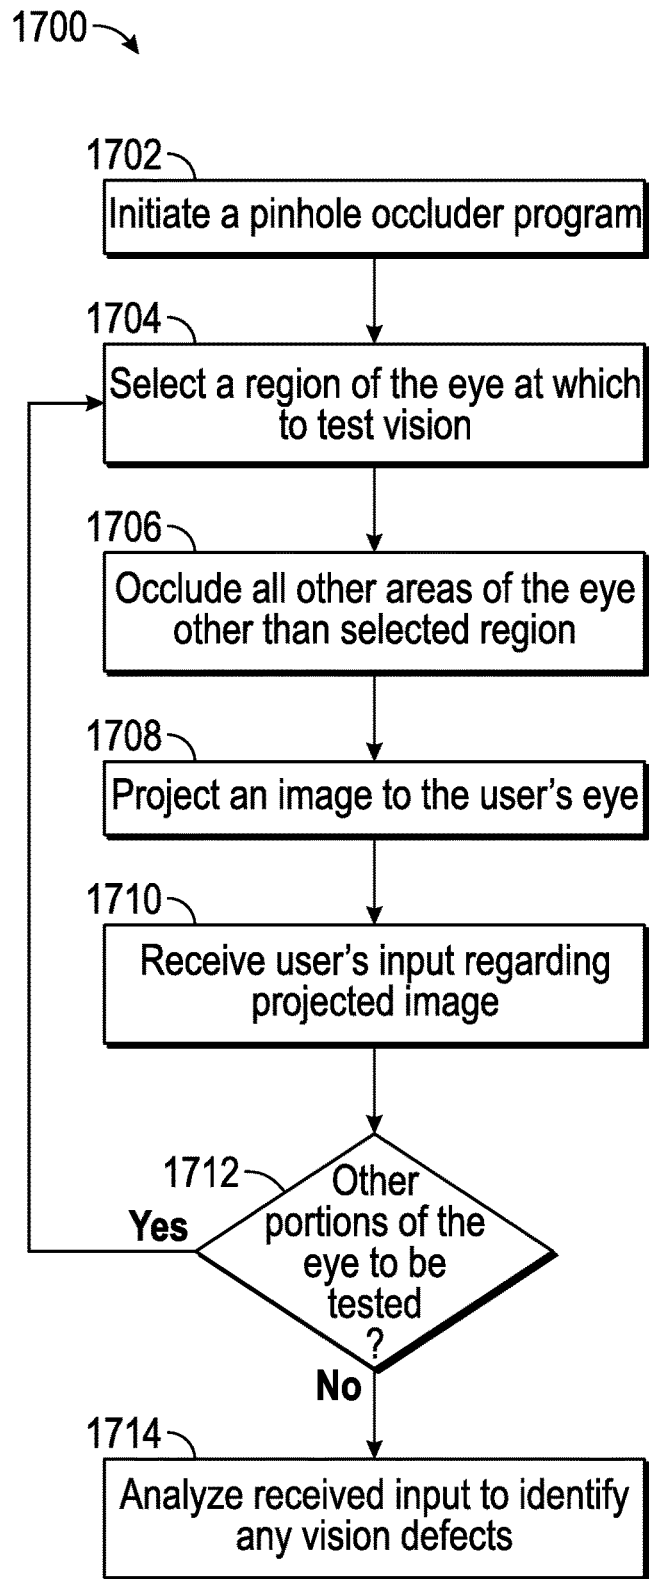 1700
1702
Initiate a pinhole occluder program
1704
Select a region of the eye at which
to test vision
1706
Occlude all other areas of the eye
other than selected region
1708
Project an image to the user's eye
1710
Receive user's input regarding
projected image
1712
Other
portions of the
eye to be
tested
?
Yes
No
1714
Analyze received input to identify
any vision defects